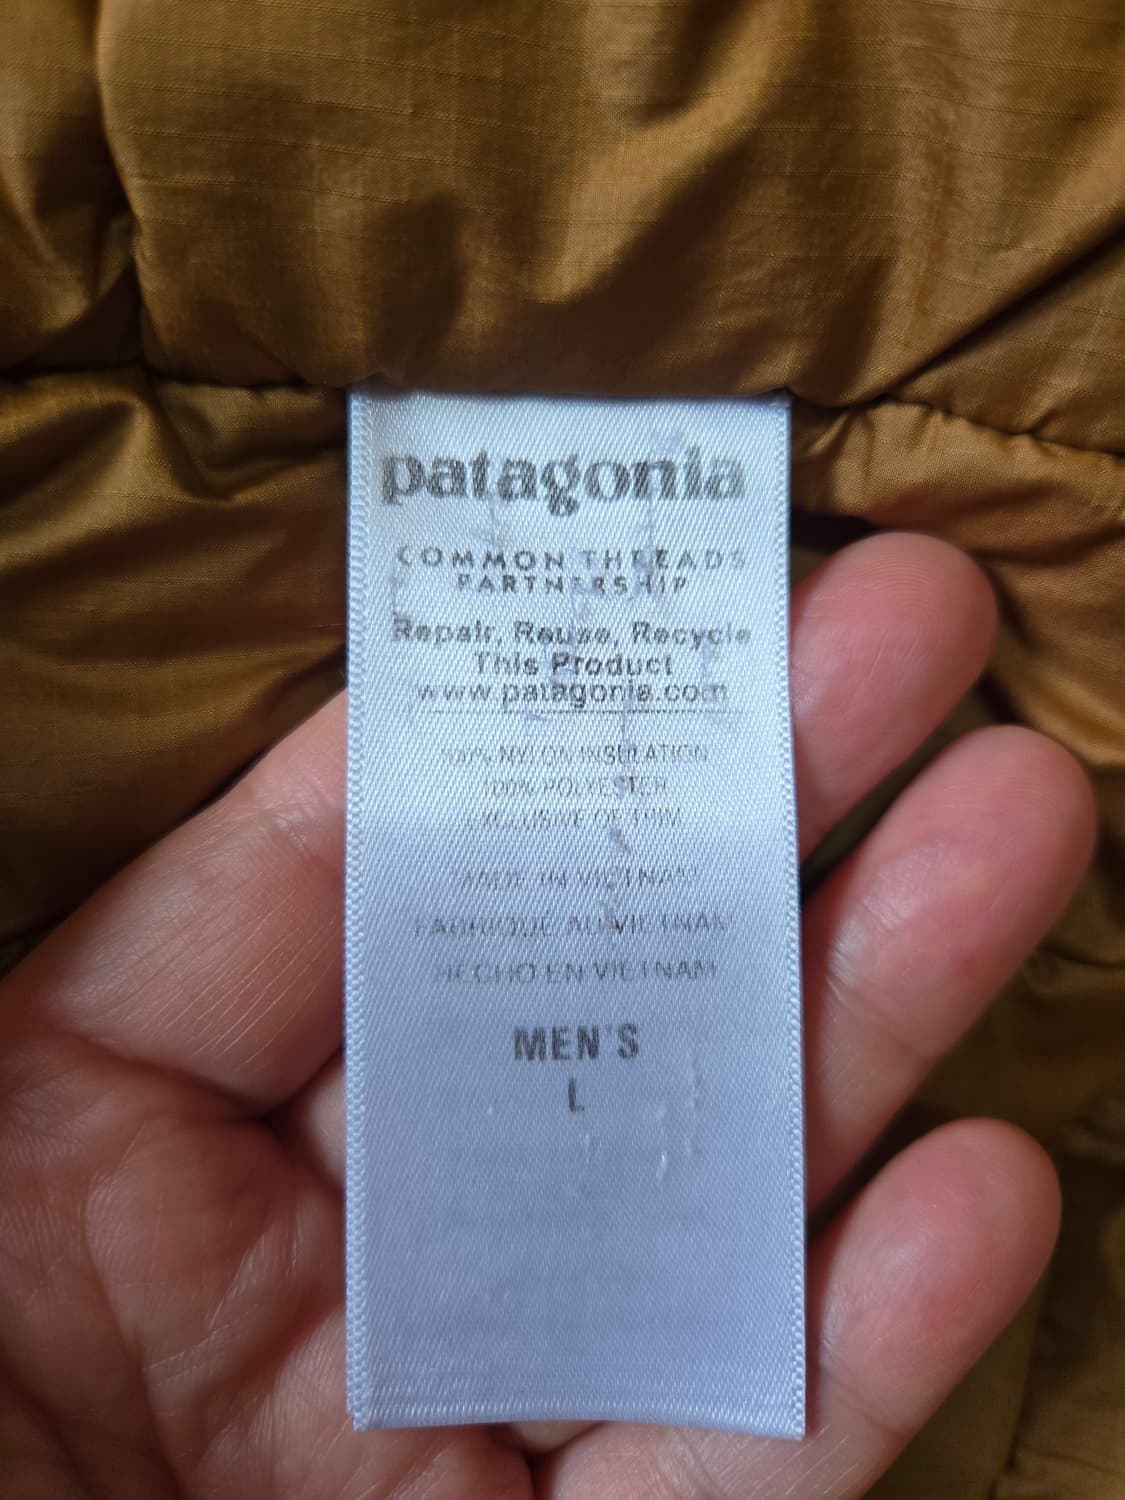 patagonia
COMMON THREADS
PARTNERSHIP
Repair, Reuse, Recycle
This Product
www.patagonia.com
100% NYLON INSULATION
100% POLYESTER
EXCLUSIVE OF TRIM
MADE IN VIETNAM
FABRIQUÉ AU VIETNAM
HECHO EN VIETNAM
MEN'S
L